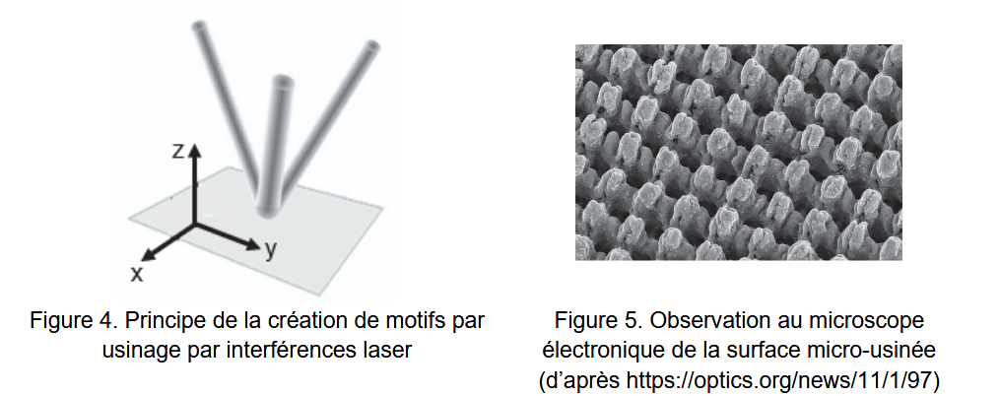 z
y
x
Figure 4. Principe de la création de motifs par
usinage par interférences laser
Figure 5. Observation au microscope
électronique de la surface micro-usinée
(d’après https://optics.org/news/11/1/97)